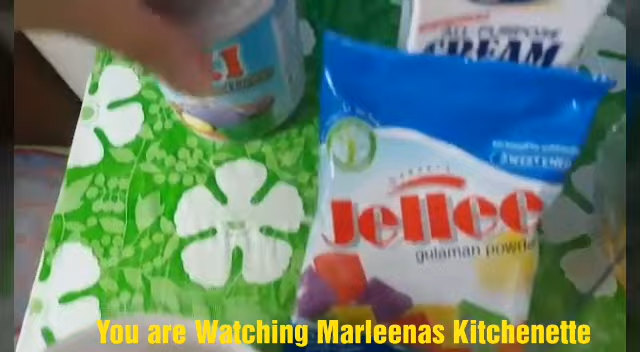 ALL PURPOSE
CREAM
SWEETENED
Jellee
gulaman powder
You are Watching Marleenas Kitchenette